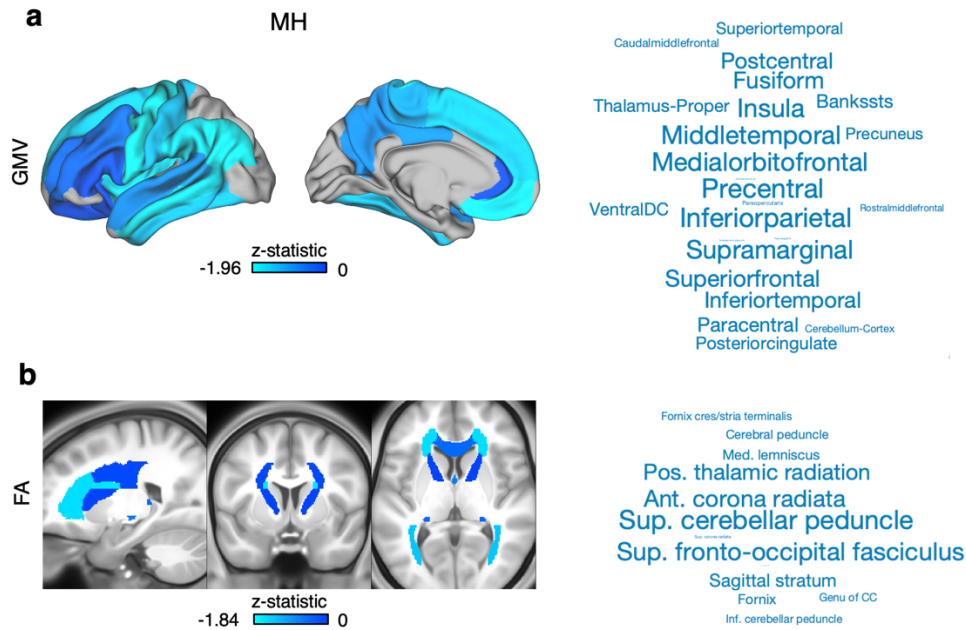 a
MH
GMV
z-statistic
-1.96 0
Superiortemporal
Caudalmiddlefrontal
Postcentral
Fusiform
Thalamus-Proper Insula Bankssts
Middletemporal Precuneus
Medialorbitofrontal
Precentral
Parsopercularis
VentralDC Inferiorparietal Rostralmiddlefrontal
Supramarginal
Superiorfrontal
Inferiortemporal
Paracentral Cerebellum-Cortex
Posteriorcingulate
b
FA
z-statistic
-1.84 0
Fornix cres/stria terminalis
Cerebral peduncle
Med. lemniscus
Pos. thalamic radiation
Ant. corona radiata
Sup. cerebellar peduncle
Sup. corona radiata
Sup. fronto-occipital fasciculus
Sagittal stratum
Fornix Genu of CC
Inf. cerebellar peduncle